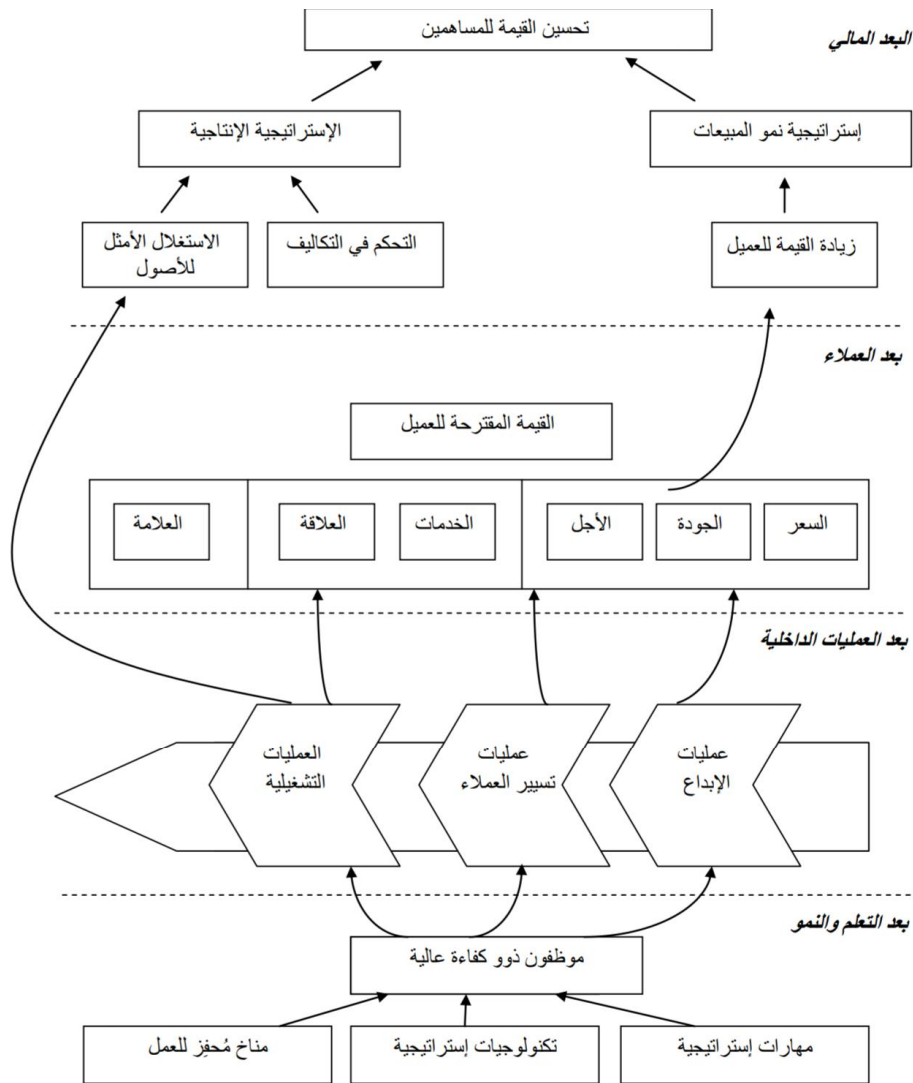 البعد المالي
تحسين القيمة للمساهمين
إستراتيجية نمو المبيعات
الإستراتيجية الإنتاجية
زيادة القيمة للعميل
التحكم في التكاليف
الاستغلال الأمثل
للأصول
بعد العملاء
القيمة المقترحة للعميل
السعر
الجودة
الأجل
الخدمات
العلاقة
العلامة
بعد العمليات الداخلية
عمليات
الإبداع
عمليات
تسيير العملاء
العمليات
التشغيلية
بعد التعلم والنمو
موظفون ذوو كفاءة عالية
مهارات إستراتيجية
تكنولوجيات إستراتيجية
مناخ مُحفِز للعمل